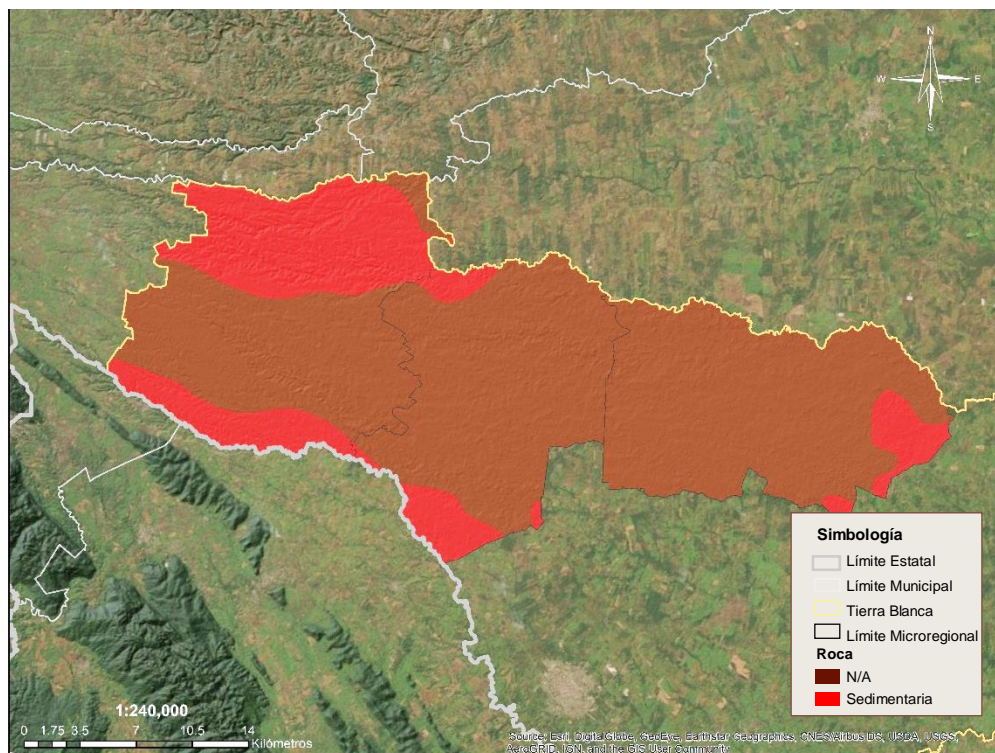 N
W E
S
Simbología
Límite Estatal
Límite Municipal
Tierra Blanca
Límite Microregional
Roca
N/A
Sedimentaria
1:240,000
0 1.75 3.5 7 10.5 14
Kilómetros
Source: Esri, DigitalGlobe, GeoEye, Earthstar Geographics, CNES/Airbus DS, USDA, USGS,
AeroGRID, IGN, and the GIS User Community